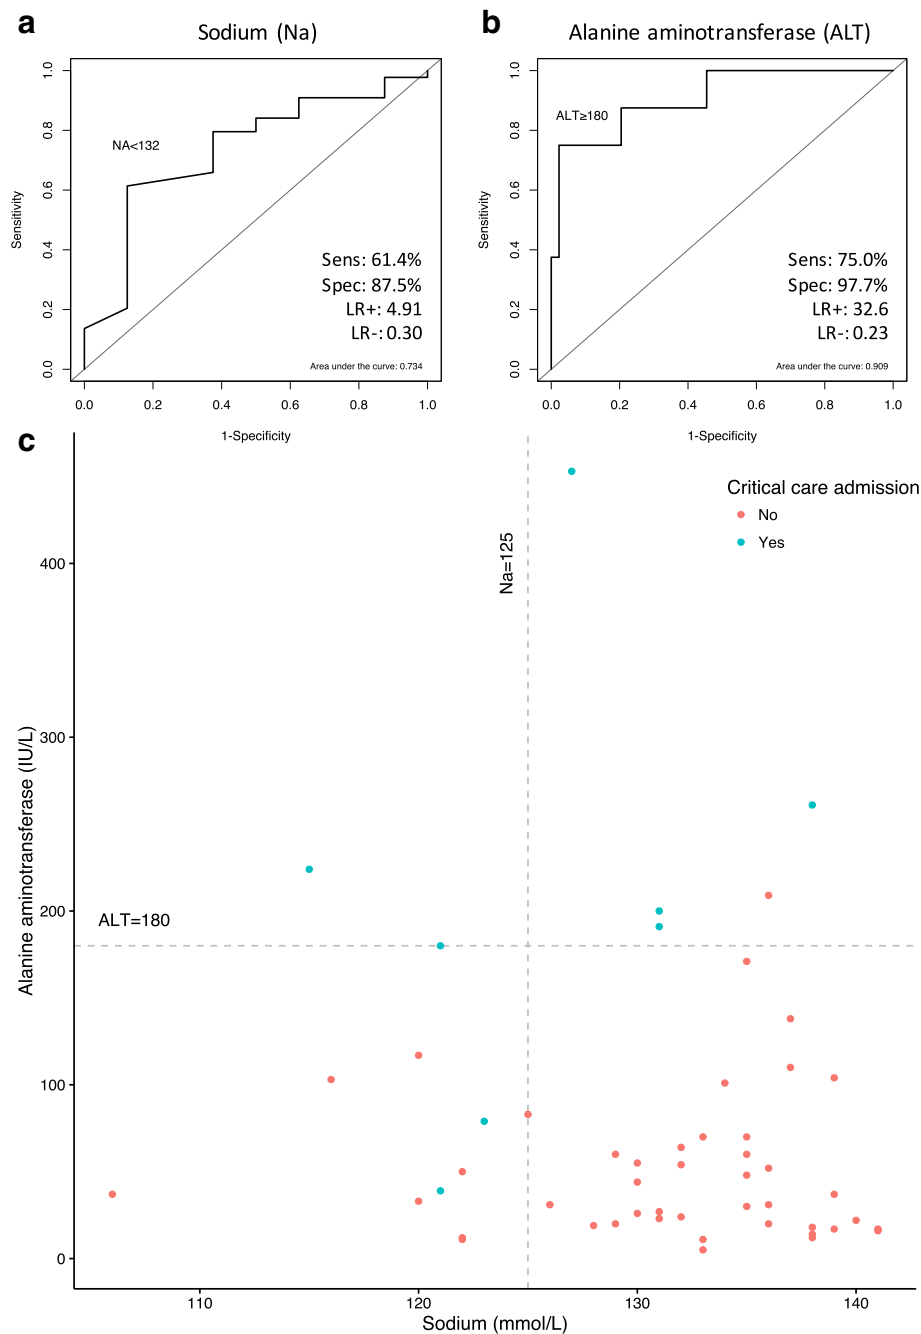 a
Sodium (Na)
1.0
0.8
0.6
0.4
0.2
0.0
Sensitivity
NA<132
Sens: 61.4%
Spec: 87.5%
LR+: 4.91
LR-: 0.30
Area under the curve: 0.734
0.0 0.2 0.4 0.6 0.8 1.0
1-Specificity
b
Alanine aminotransferase (ALT)
1.0
0.8
0.6
0.4
0.2
0.0
Sensitivity
ALT≥180
Sens: 75.0%
Spec: 97.7%
LR+: 32.6
LR-: 0.23
Area under the curve: 0.909
0.0 0.2 0.4 0.6 0.8 1.0
1-Specificity
c
Critical care admission
No
Yes
Na=125
ALT=180
400
300
200
100
0
Alanine aminotransferase (IU/L)
110 120 130 140
Sodium (mmol/L)